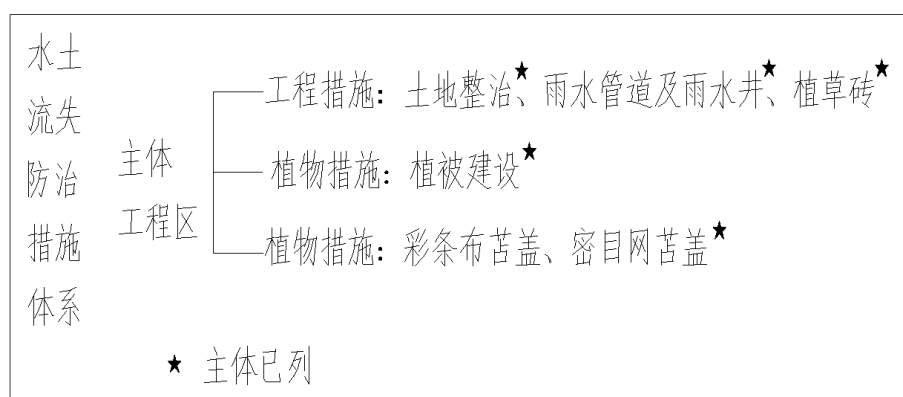 水土
流失
防治
措施
体系
主体
工程区
工程措施：土地整治★、雨水管道及雨水井★、植草砖★
植物措施：植被建设★
植物措施：彩条布苫盖、密目网苫盖★
★ 主体已列